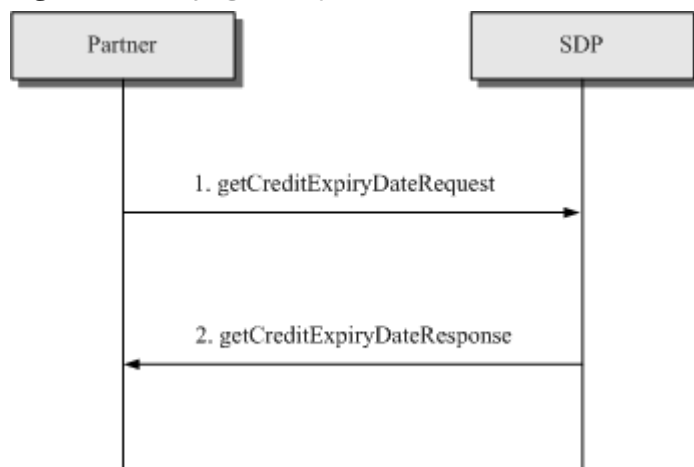 Partner
SDP
1. getCreditExpiryDateRequest
2. getCreditExpiryDateResponse